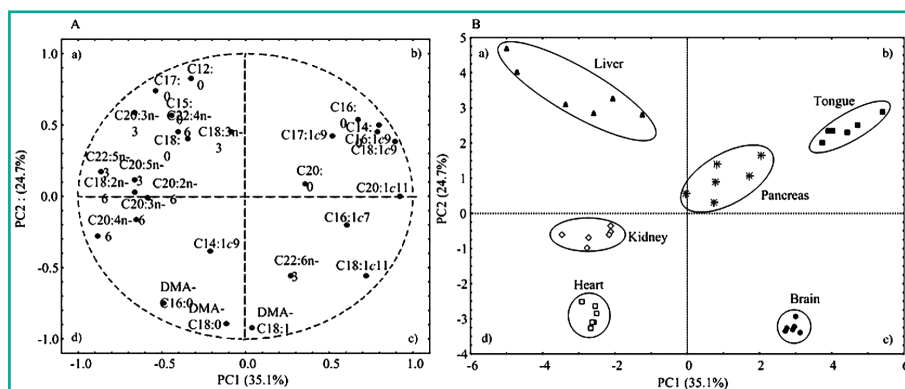 A
B
a)
b)
C12:
0
C17:
0
C15
C20:3n-
3
C22:4n-
6
C18:
0
C18:3n-
3
C16:
0
C14:
0
C17:1c9
C16:1c9
C18:1c9
C22:5n-
3
C20:5n-
3
C18:2n-
6
C20:2n-
6
C20:3n-
6
C20:4n-
6
C20:
0
C20:1c11
C16:1c7
C14:1c9
C22:6n-
3
C18:1c11
DMA-
C16:0
DMA-
C18:0
DMA-
C18:1
d)
c)
1.0
0.5
0.0
0.5
-1.0
-1.0
-0.5
0.0
0.5
1.0
PC2 : (24.7%)
PC1 (35.1%)
a)
b)
Liver
Tongue
Pancreas
Kidney
Heart
Brain
d)
c)
5
4
3
2
1
0
-1
-2
-3
-4
-6
-4
-2
0
2
4
6
PC2 (24.7%)
PC1 (35.1%)